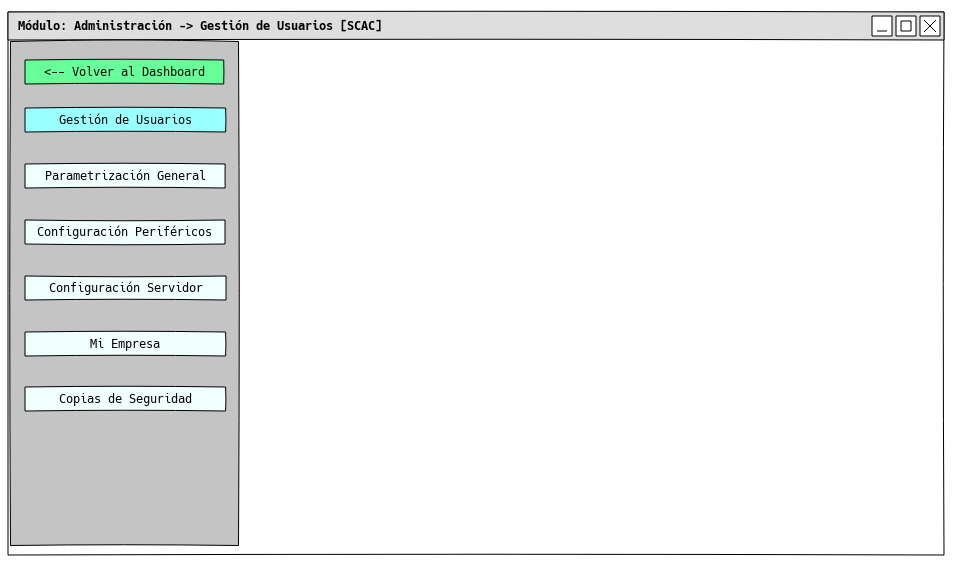 Módulo: Administración -> Gestión de Usuarios [SCAC]
<-- Volver al Dashboard
Gestión de Usuarios
Parametrización General
Configuración Periféricos
Configuración Servidor
Mi Empresa
Copias de Seguridad